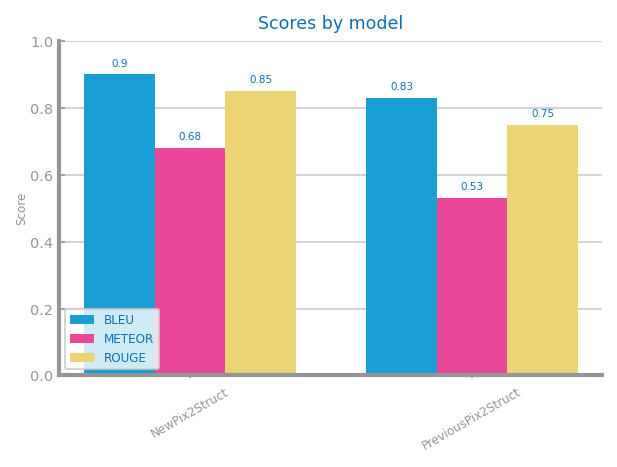 Scores by model
1.0
0.8
0.6
0.4
0.2
0.0
Score
0.9
0.68
0.85
0.83
0.53
0.75
BLEU
METEOR
ROUGE
NewPix2Struct
PreviousPix2Struct